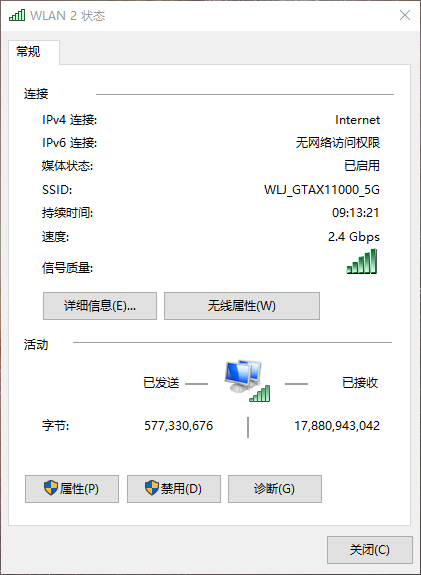 WLAN 2 状态
常规
连接
IPv4 连接: Internet
IPv6 连接: 无网络访问权限
媒体状态: 已启用
SSID: WLJ_GTAX11000_5G
持续时间: 09:13:21
速度: 2.4 Gbps
信号质量:
详细信息(E)... 无线属性(W)
活动
已发送 已接收
字节: 577,330,676 17,880,943,042
属性(P) 禁用(D) 诊断(G)
关闭(C)